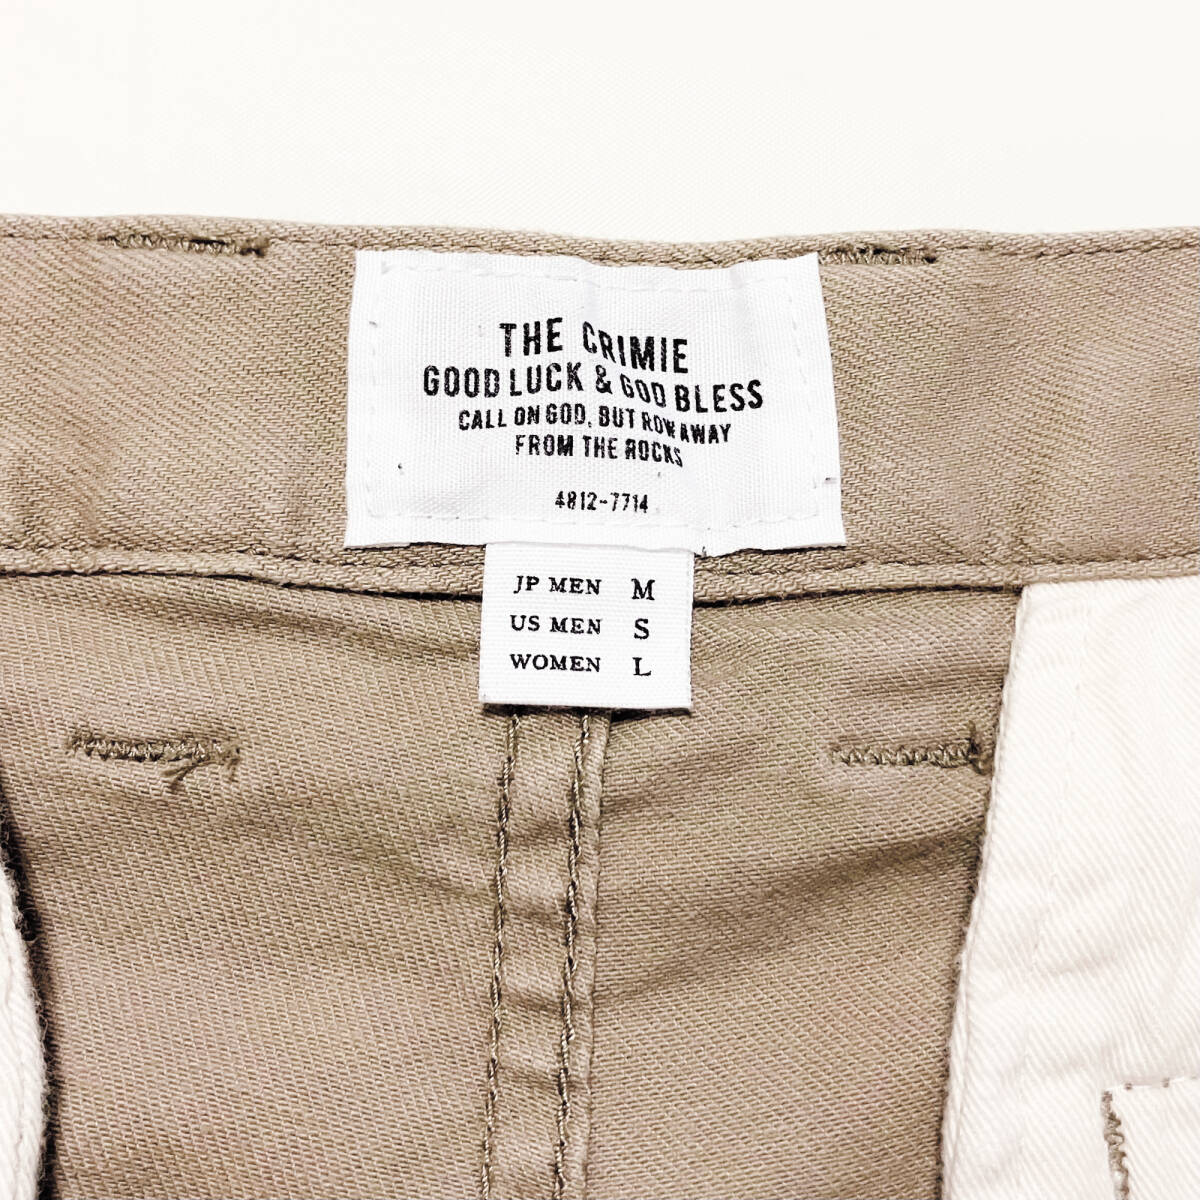 THE CRIMIE
GOOD LUCK & GOD BLESS
CALL ON GOD, BUT ROW AWAY
FROM THE ROCKS
4812-7714
JP MEN M
US MEN S
WOMEN L